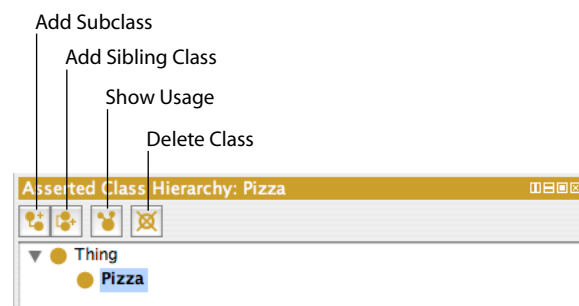 Add Subclass
Add Sibling Class
Show Usage
Delete Class
Asserted Class Hierarchy: Pizza
Thing
Pizza